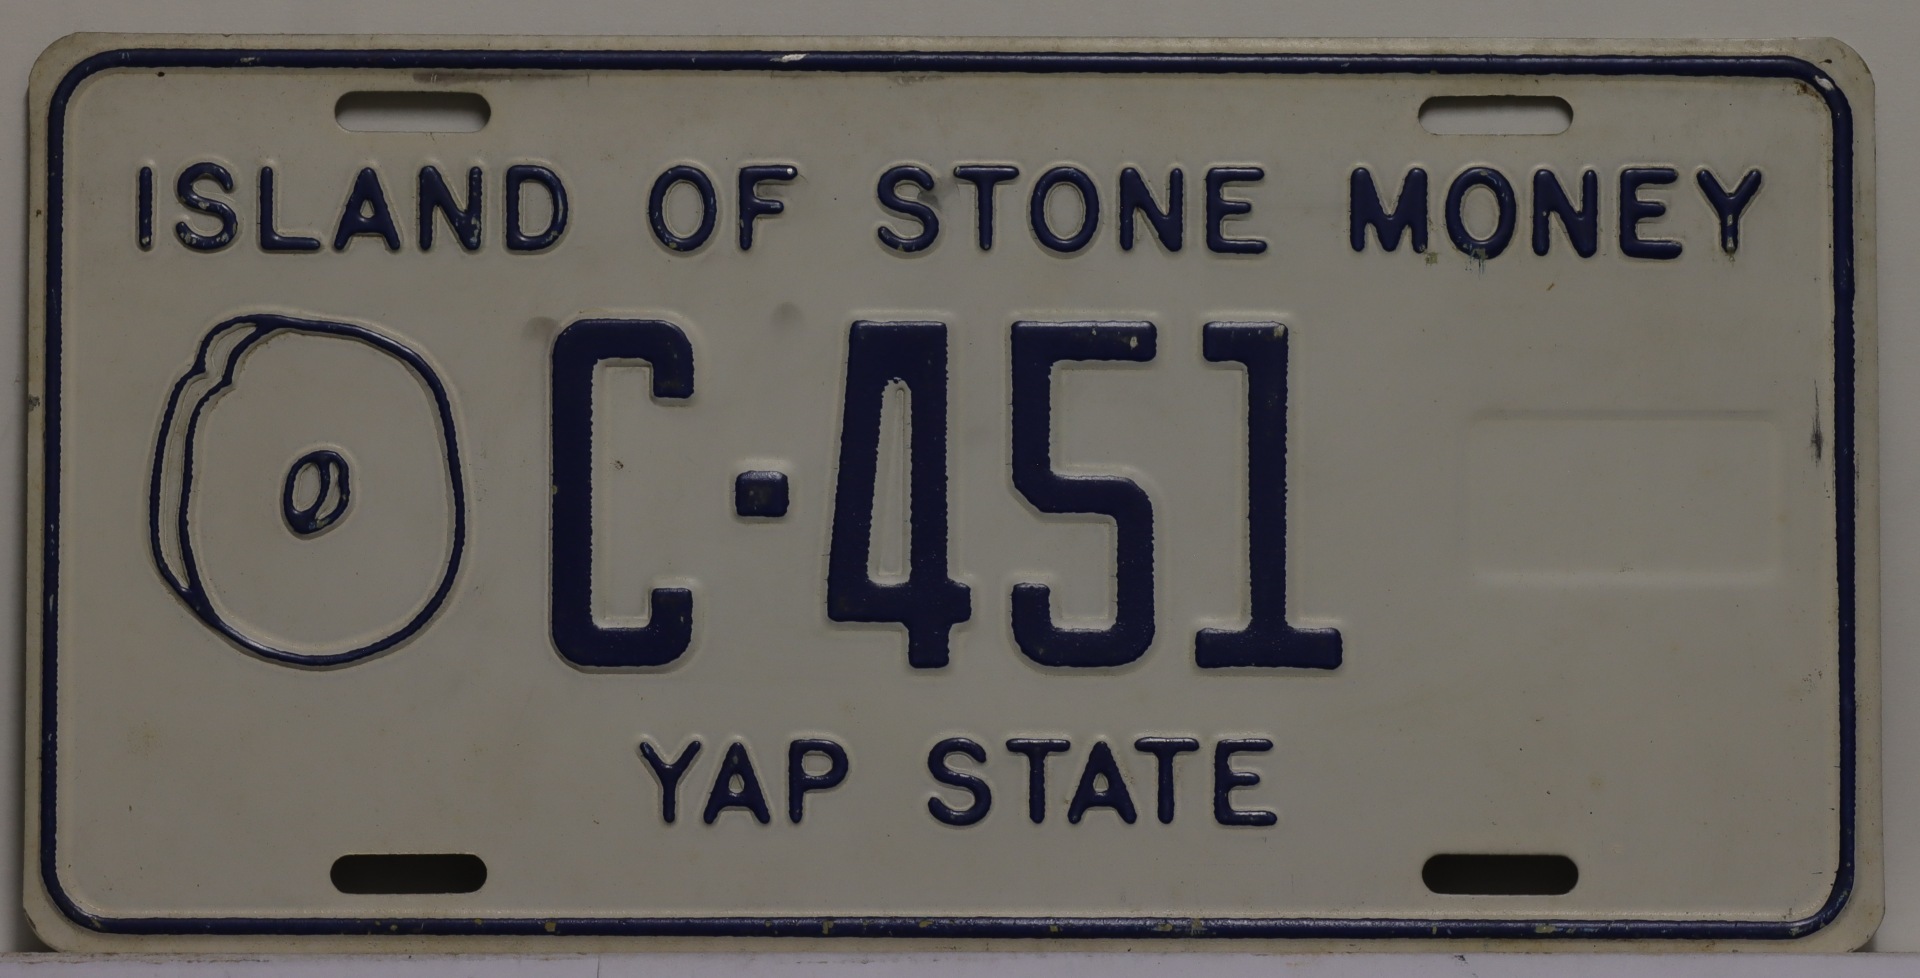 ISLAND OF STONE MONEY
C-451
YAP STATE